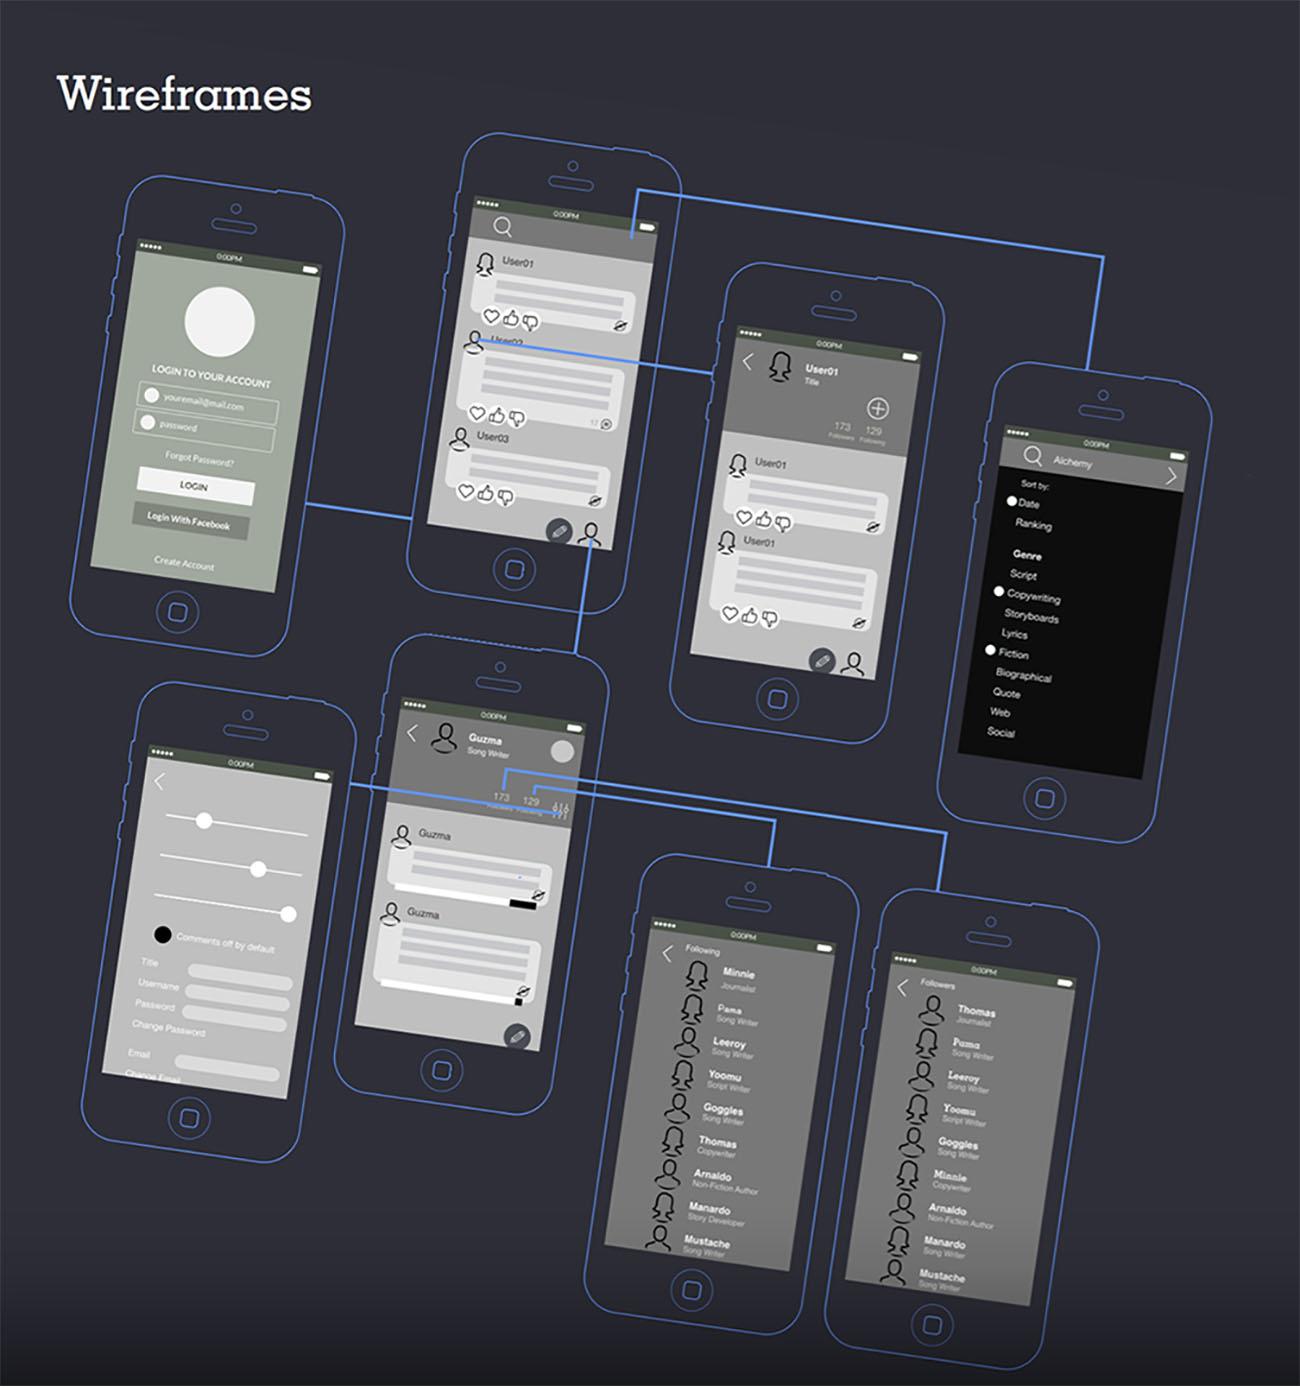 Wireframes
0:00PM
LOGIN TO YOUR ACCOUNT
youremail@mail.com
password
Forgot Password?
LOGIN
Login With Facebook
Create Account
0:00PM
User01
User02
User03
12
0:00PM
User01
Title
173
129
Followers
Following
User01
User01
0:00PM
Alchemy
Sort by:
Date
Ranking
Genre
Script
Copywriting
Storyboards
Lyrics
Fiction
Biographical
Quote
Web
Social
0:00PM
Comments off by default
Title
Username
Password
Change Password
Email
Change Email
0:00PM
Guzma
Song Writer
173
129
Guzma
Guzma
0:00PM
Following
Minnie
Journalist
Pama
Song Writer
Leeroy
Song Writer
Yoomu
Script Writer
Goggles
Song Writer
Thomas
Copywriter
Arnaldo
Non-Fiction Author
Manardo
Story Developer
Mustache
Song Writer
0:00PM
Followers
Thomas
Journalist
Pama
Song Writer
Leeroy
Song Writer
Yoomu
Script Writer
Goggles
Song Writer
Minnie
Copywriter
Arnaldo
Non-Fiction Author
Manardo
Song Writer
Mustache
Song Writer